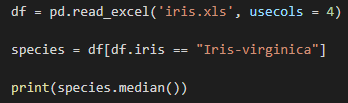 df = pd.read_excel('iris.xls', usecols = 4)
species = df[df.iris == "Iris-virginica"]
print(species.median())